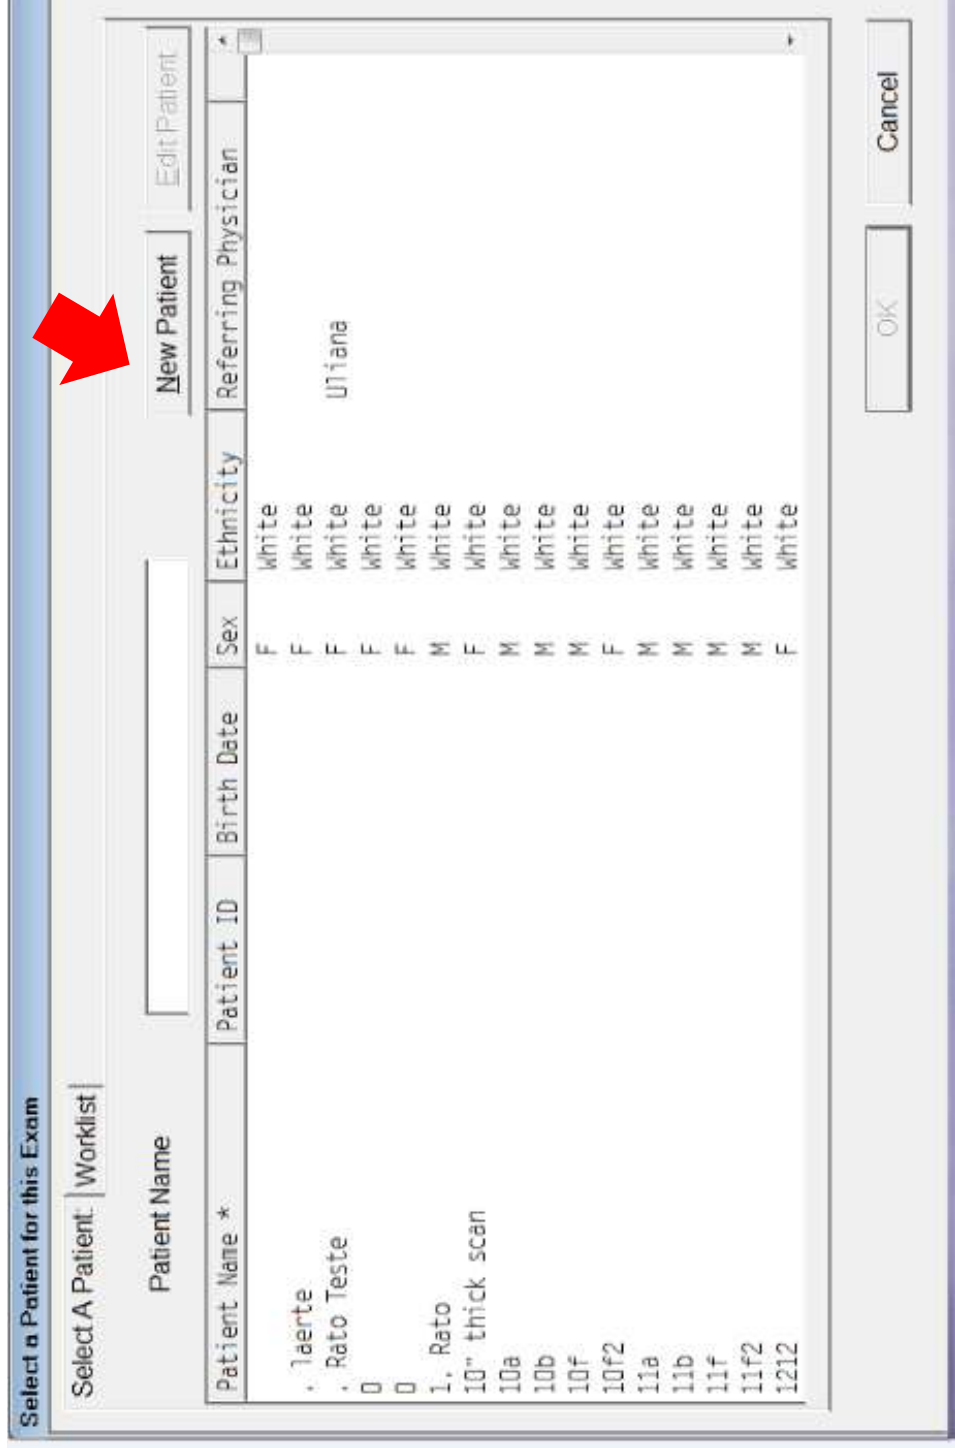 Select a Patient for this Exam
Select A Patient: Worklist
Patient Name New Patient Edit Patient
Patient Name * Patient ID Birth Date Sex Ethnicity Referring Physician
F White
. laerte F White
. Rato Teste F White Uliana
0 F White
0 F White
1, Rato M White
10" thick scan F White
10a M White
10b M White
10f M White
10f2 F White
11a M White
11b M White
11f M White
11f2 M White
1212 F White
OK Cancel